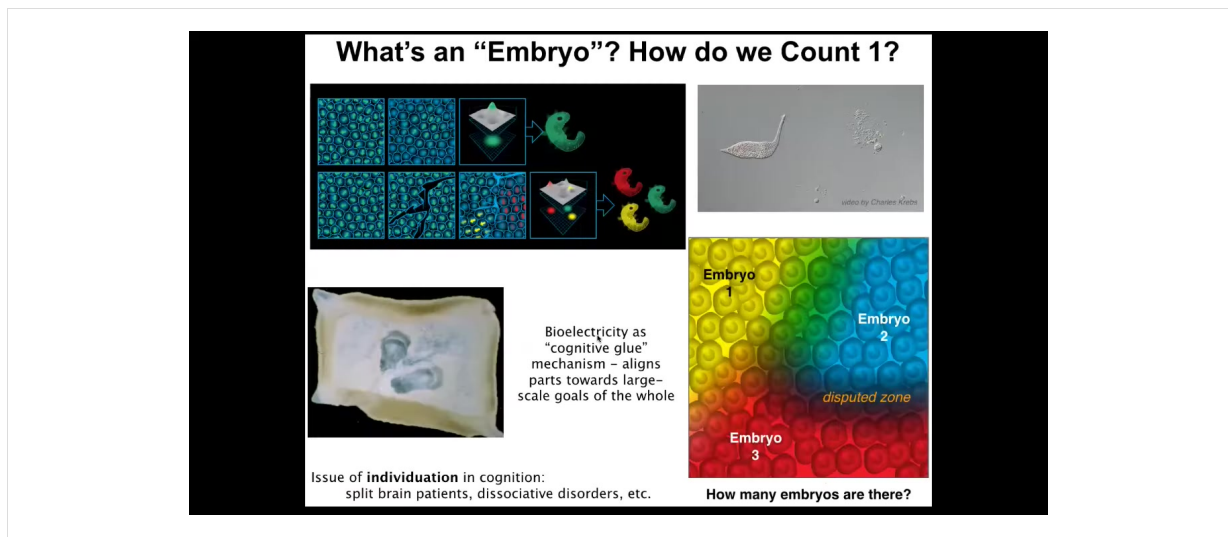 What's an "Embryo"? How do we Count 1?
video by Charles Krebs
Embryo
1
Embryo
2
disputed zone
Embryo
3
How many embryos are there?
Bioelectricity as
"cognitive glue"
mechanism – aligns
parts towards large-
scale goals of the whole
Issue of individuation in cognition:
split brain patients, dissociative disorders, etc.